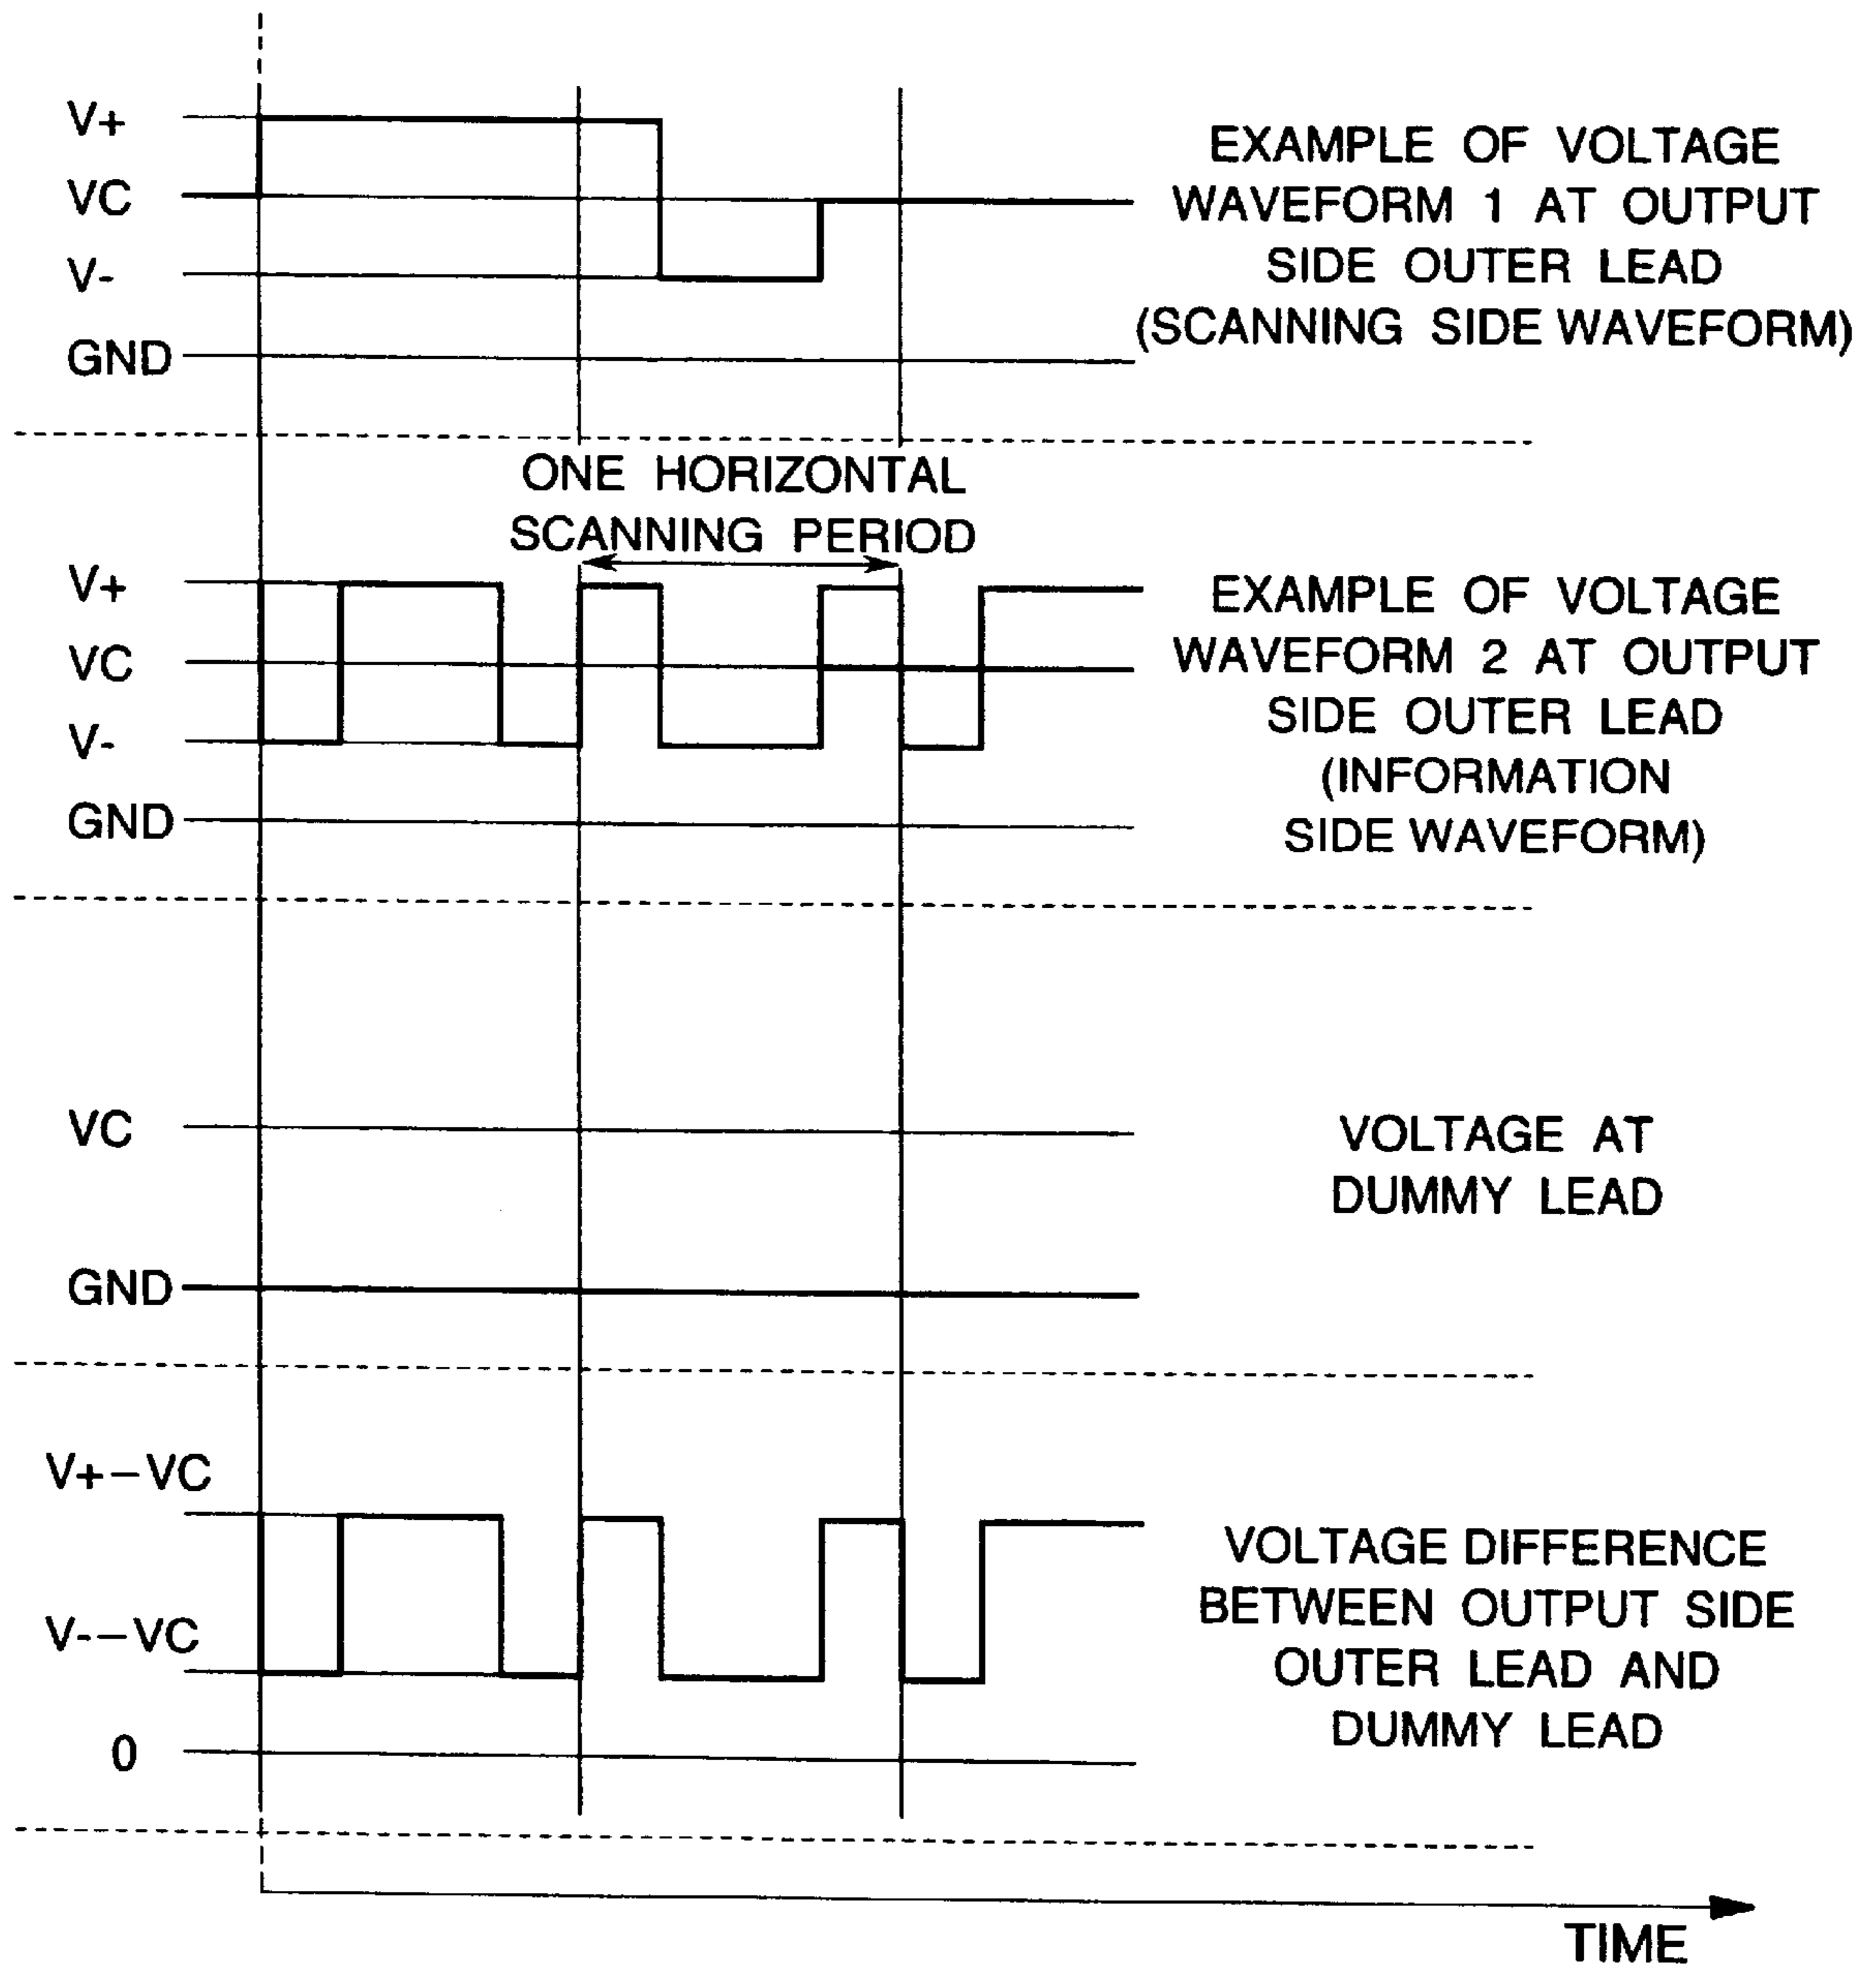 V+
VC
V-
GND
EXAMPLE OF VOLTAGE
WAVEFORM 1 AT OUTPUT
SIDE OUTER LEAD
(SCANNING SIDE WAVEFORM)
ONE HORIZONTAL
SCANNING PERIOD
V+
VC
V-
GND
EXAMPLE OF VOLTAGE
WAVEFORM 2 AT OUTPUT
SIDE OUTER LEAD
(INFORMATION
SIDE WAVEFORM)
VC
GND
VOLTAGE AT
DUMMY LEAD
V+–VC
V-–VC
0
VOLTAGE DIFFERENCE
BETWEEN OUTPUT SIDE
OUTER LEAD AND
DUMMY LEAD
TIME